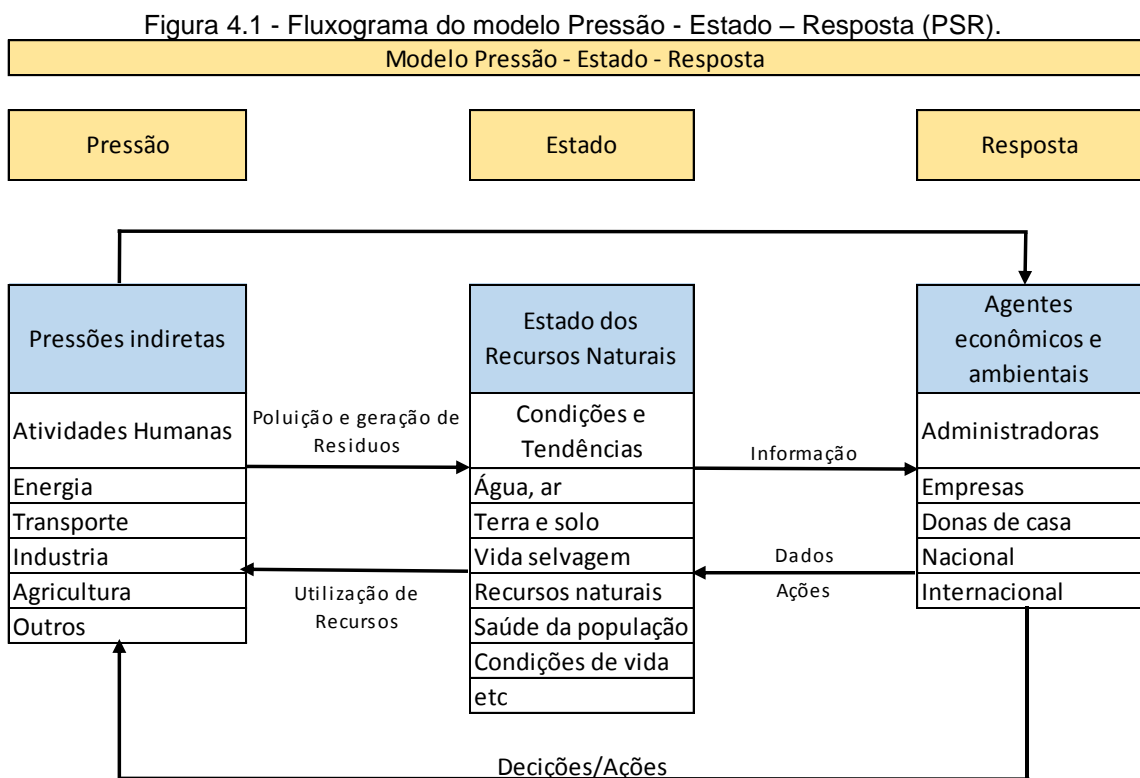 Figura 4.1 - Fluxograma do modelo Pressão - Estado – Resposta (PSR).
Modelo Pressão - Estado - Resposta
Pressão
Estado
Resposta
Pressões indiretas
Atividades Humanas
Energia
Transporte
Industria
Agricultura
Outros
Poluição e geração de
Residuos
Utilização de
Recursos
Estado dos
Recursos Naturais
Condições e
Tendências
Água, ar
Terra e solo
Vida selvagem
Recursos naturais
Saúde da população
Condições de vida
etc
Informação
Dados
Ações
Agentes
econômicos e
ambientais
Administradoras
Empresas
Donas de casa
Nacional
Internacional
Decições/Ações